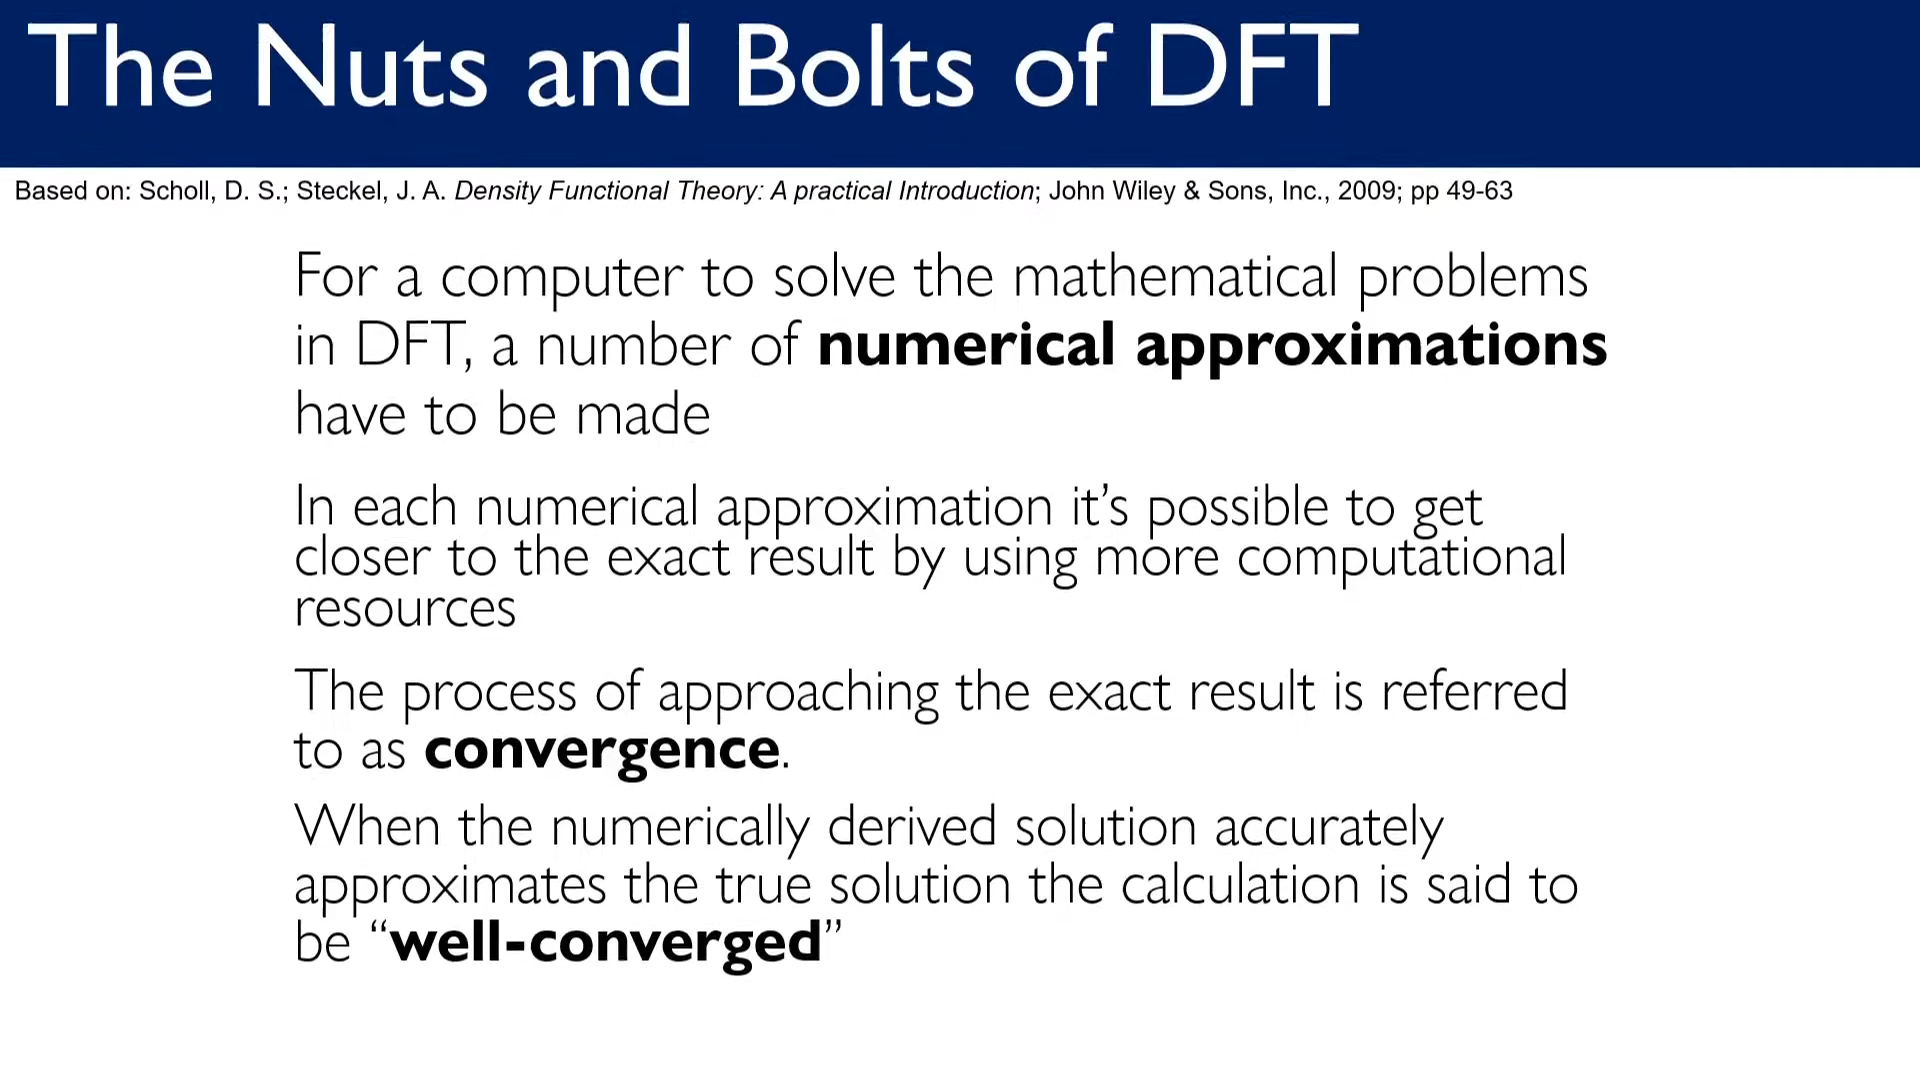 The Nuts and Bolts of DFT
Based on: Scholl, D. S.; Steckel, J. A. Density Functional Theory: A practical Introduction; John Wiley & Sons, Inc., 2009; pp 49-63
For a computer to solve the mathematical problems
in DFT, a number of numerical approximations
have to be made
In each numerical approximation it’s possible to get
closer to the exact result by using more computational
resources
The process of approaching the exact result is referred
to as convergence.
When the numerically derived solution accurately
approximates the true solution the calculation is said to
be “well-converged”